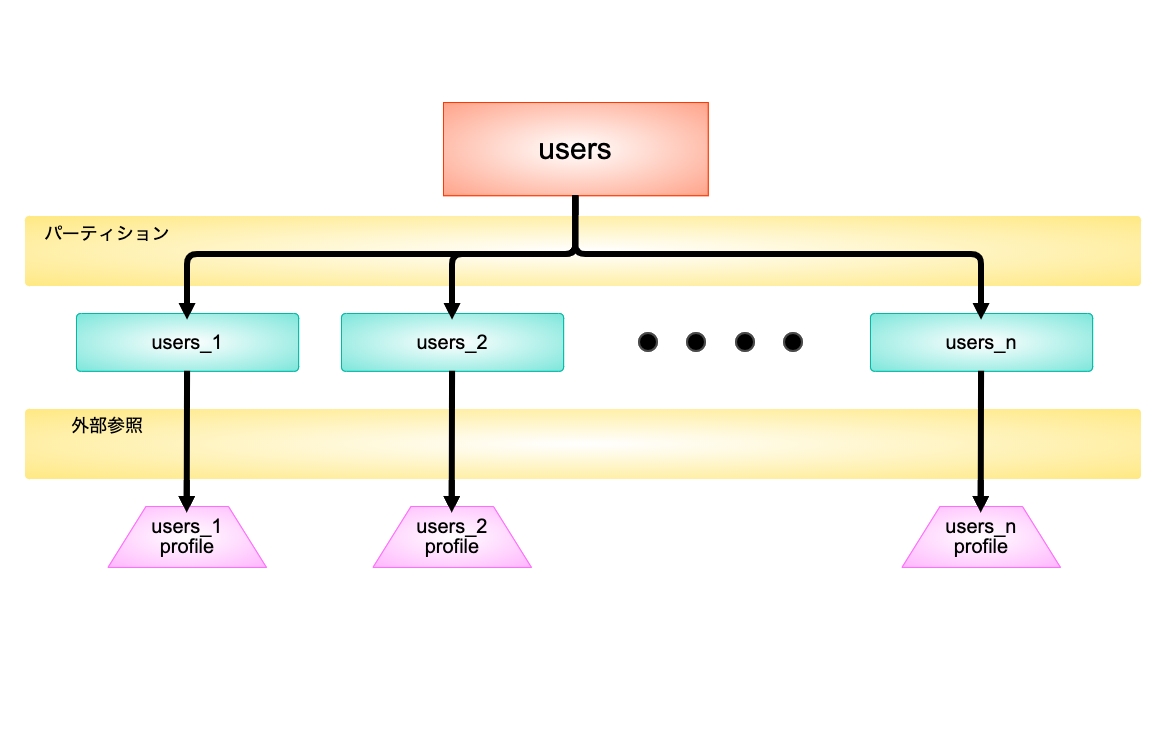 users
パーティション
users_1
users_2
users_n
外部参照
users_1
profile
users_2
profile
users_n
profile